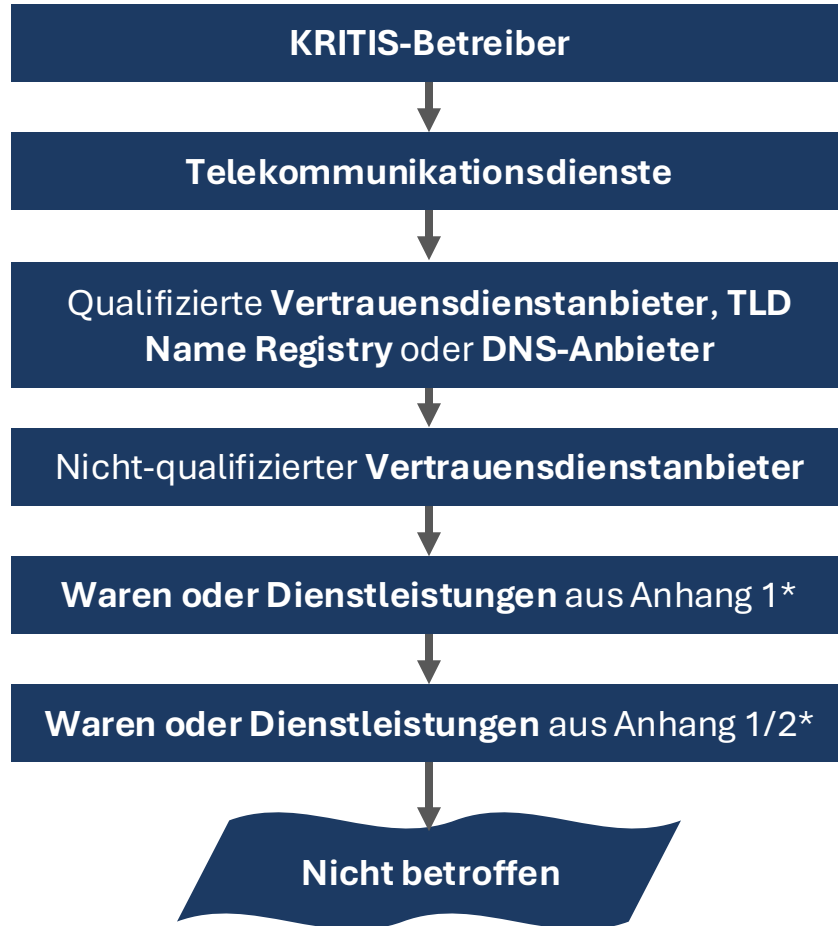 KRITIS-Betreiber
Telekommunikationsdienste
Qualifizierte Vertrauensdienstanbieter, TLD
Name Registry oder DNS-Anbieter
Nicht-qualifizierter Vertrauensdienstanbieter
Waren oder Dienstleistungen aus Anhang 1*
Waren oder Dienstleistungen aus Anhang 1/2*
Nicht betroffen